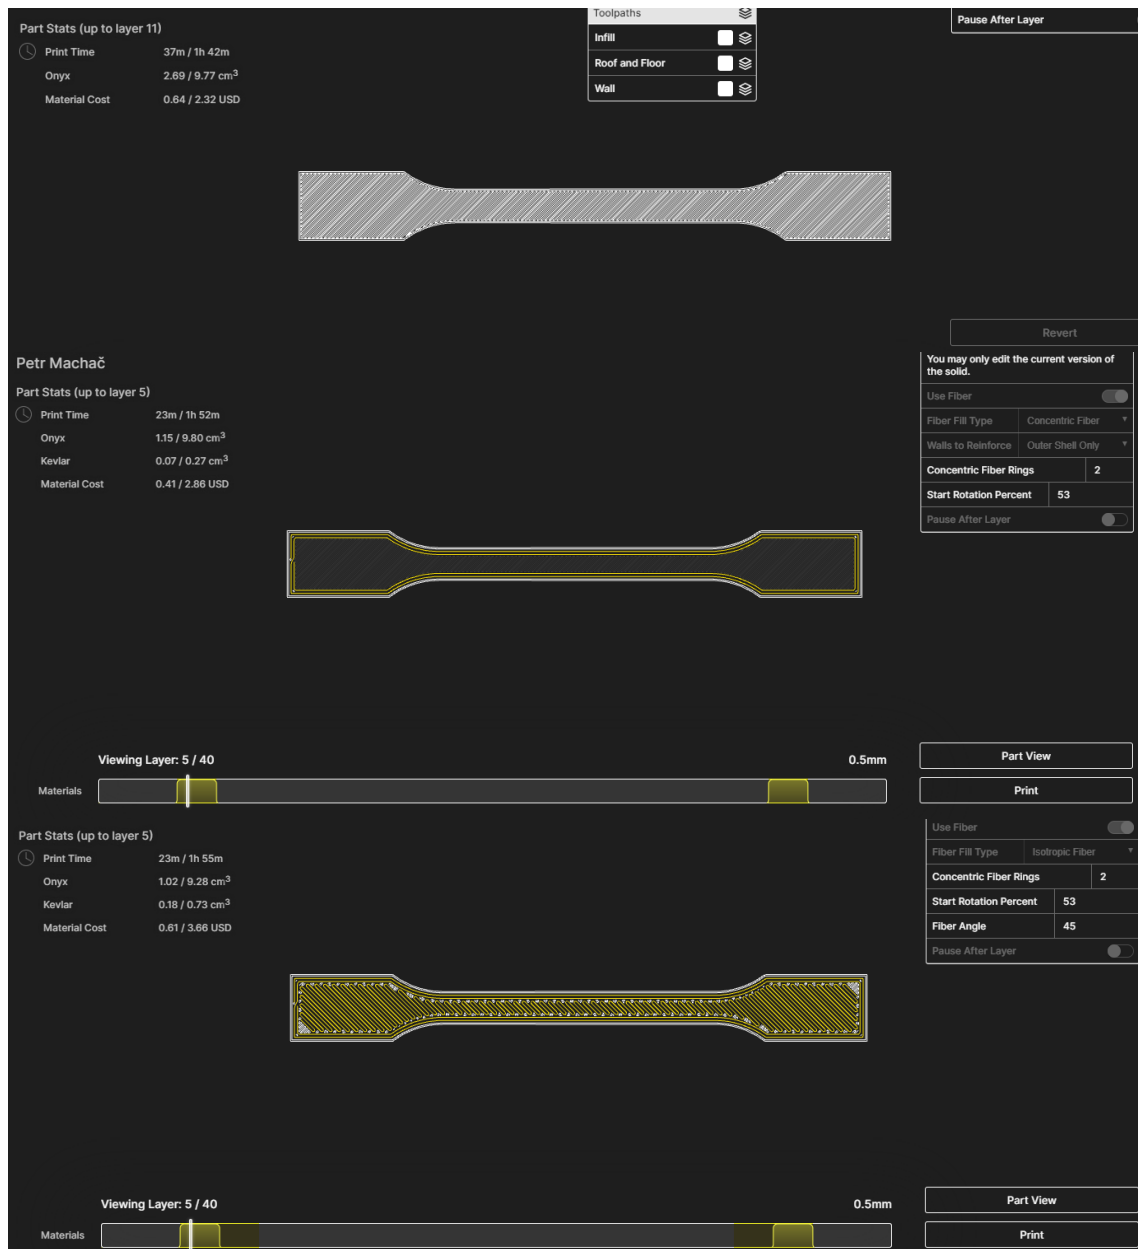 Part Stats (up to layer 11)
Print Time 37m / 1h 42m
Onyx 2.69 / 9.77 cm³
Material Cost 0.64 / 2.32 USD
Toolpaths
Infill
Roof and Floor
Wall
Pause After Layer
Revert
Petr Machač
Part Stats (up to layer 5)
Print Time 23m / 1h 52m
Onyx 1.15 / 9.80 cm³
Kevlar 0.07 / 0.27 cm³
Material Cost 0.41 / 2.86 USD
You may only edit the current version of
the solid.
Use Fiber
Fiber Fill Type Concentric Fiber
Walls to Reinforce Outer Shell Only
Concentric Fiber Rings 2
Start Rotation Percent 53
Pause After Layer
Viewing Layer: 5 / 40 0.5mm
Materials
Part View
Print
Part Stats (up to layer 5)
Print Time 23m / 1h 55m
Onyx 1.02 / 9.28 cm³
Kevlar 0.18 / 0.73 cm³
Material Cost 0.61 / 3.66 USD
Use Fiber
Fiber Fill Type Isotropic Fiber
Concentric Fiber Rings 2
Start Rotation Percent 53
Fiber Angle 45
Pause After Layer
Viewing Layer: 5 / 40 0.5mm
Materials
Part View
Print